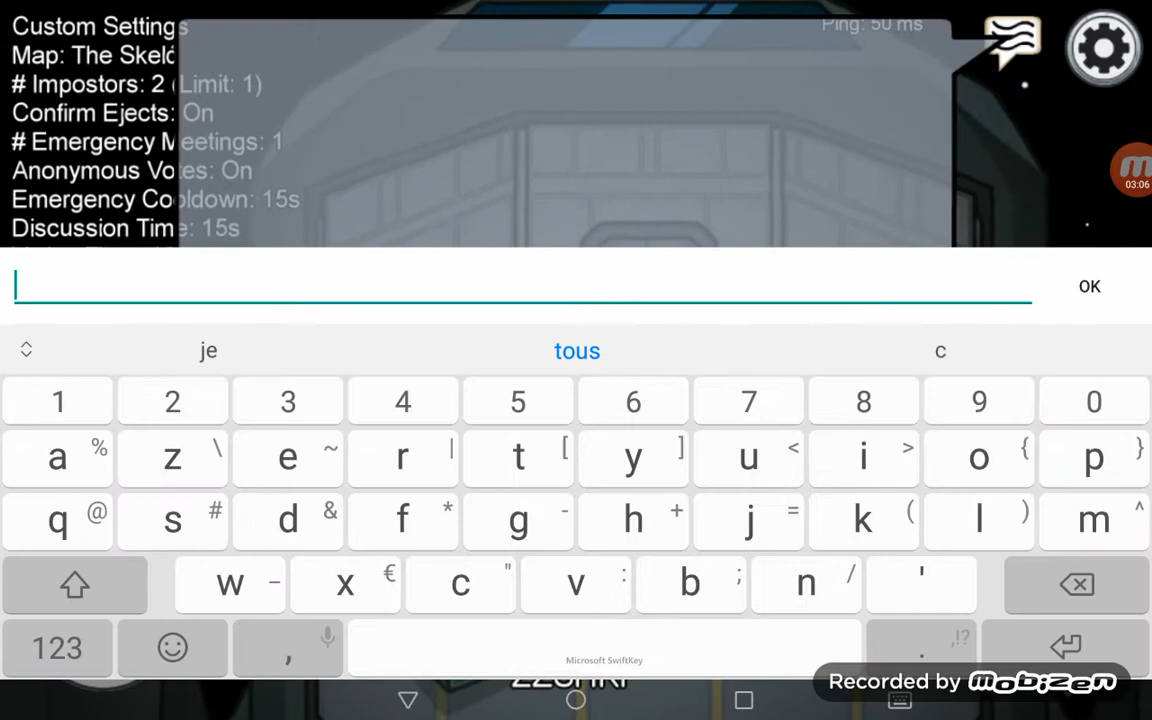 Custom Settings
Ping: 50 ms
Map: The Skeld
# Impostors: 2 (Limit: 1)
Confirm Ejects: On
# Emergency Meetings: 1
Anonymous Votes: On
Emergency Cooldown: 15s
Discussion Time: 15s
03:06
OK
je tous c
1 2 3 4 5 6 7 8 9 0
a % z \ e ~ r | t [ y ] u < i > o { p }
q @ s # d & f * g - h + j = k ( l ) m ^
w _ x € c " v : b ; n / '
123 , . ,!?
Microsoft SwiftKey
Recorded by mobizen